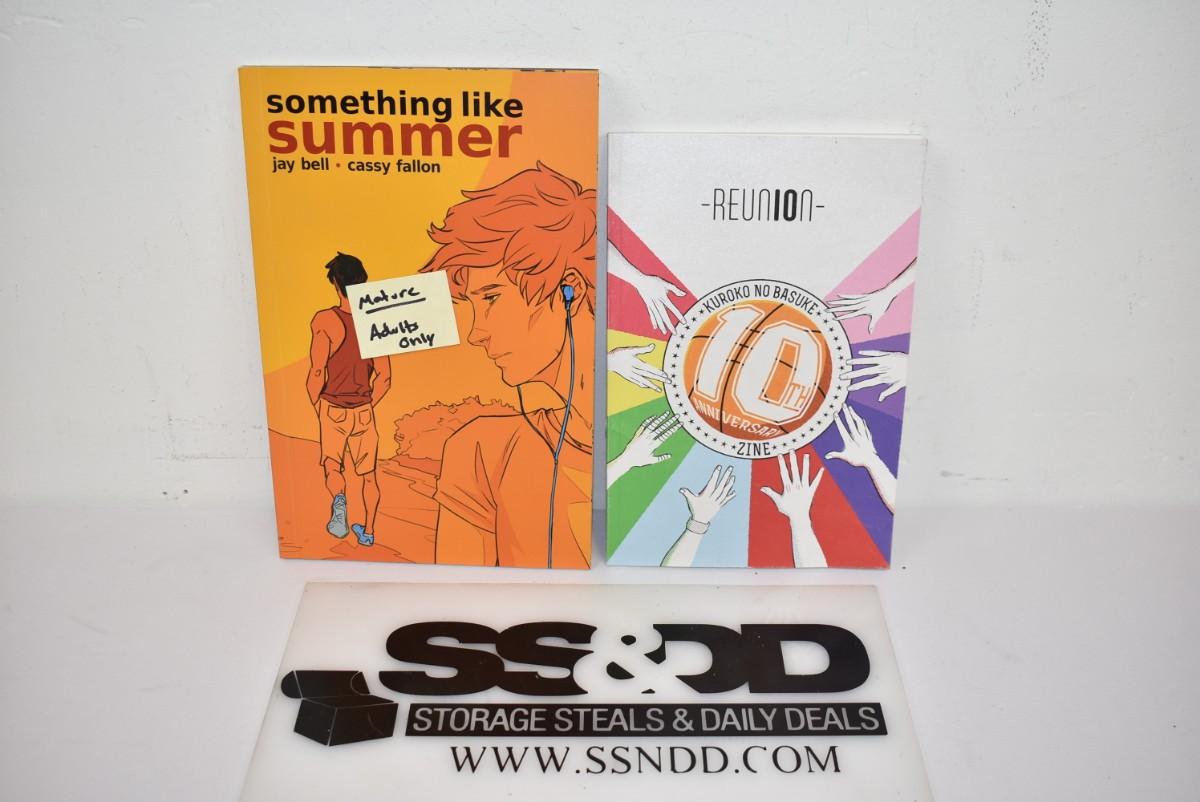 something like
summer
jay bell • cassy fallon
Mature
Adults
only
-REUNION-
KUROKO NO BASUKE
10TH
ANNIVERSARY
ZINE
SS&DD
STORAGE STEALS & DAILY DEALS
WWW.SSNDD.COM